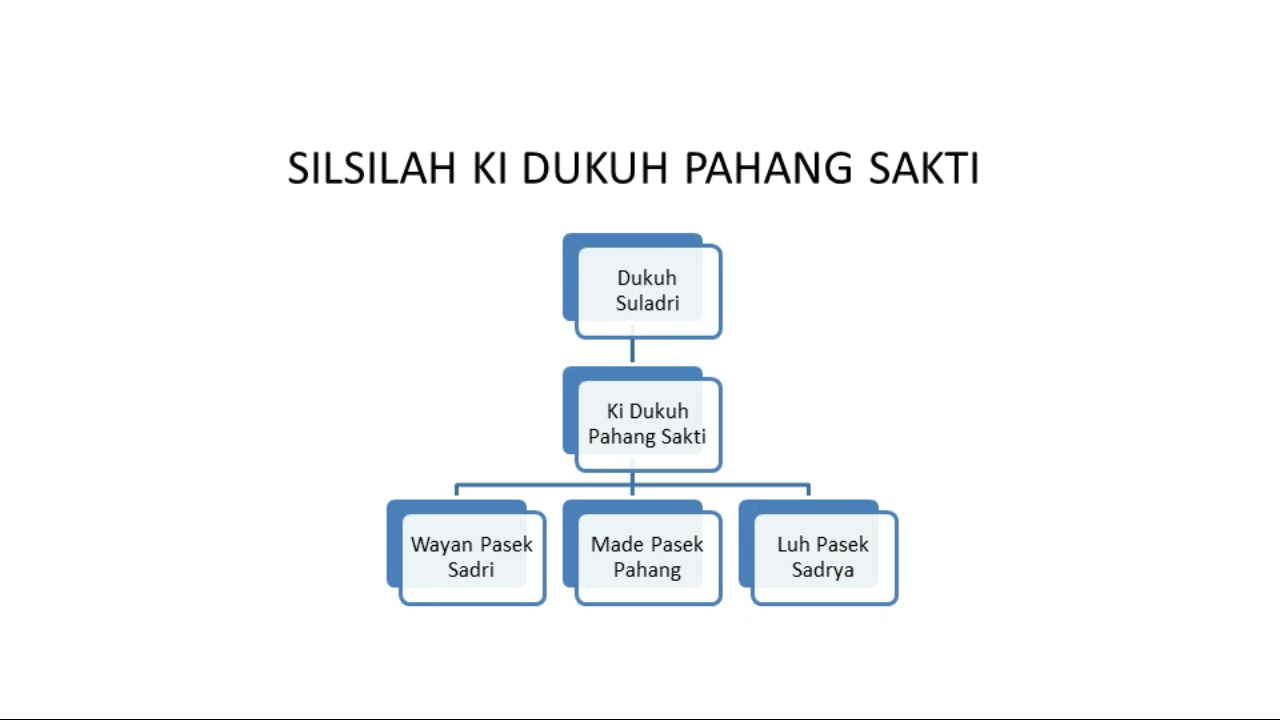 SILSILAH KI DUKUH PAHANG SAKTI
Dukuh
Suladri
Ki Dukuh
Pahang Sakti
Wayan Pasek
Sadri
Made Pasek
Pahang
Luh Pasek
Sadrya